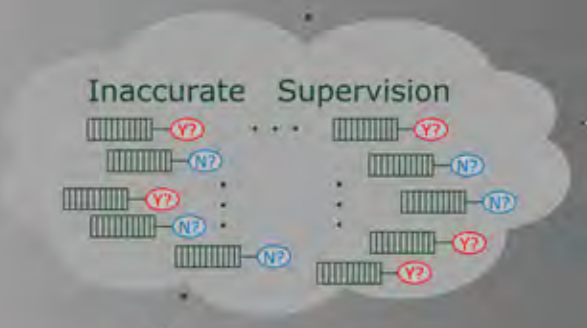 Inaccurate Supervision
Y? ... Y?
N? N?
Y? N?
N? Y?
N? Y?